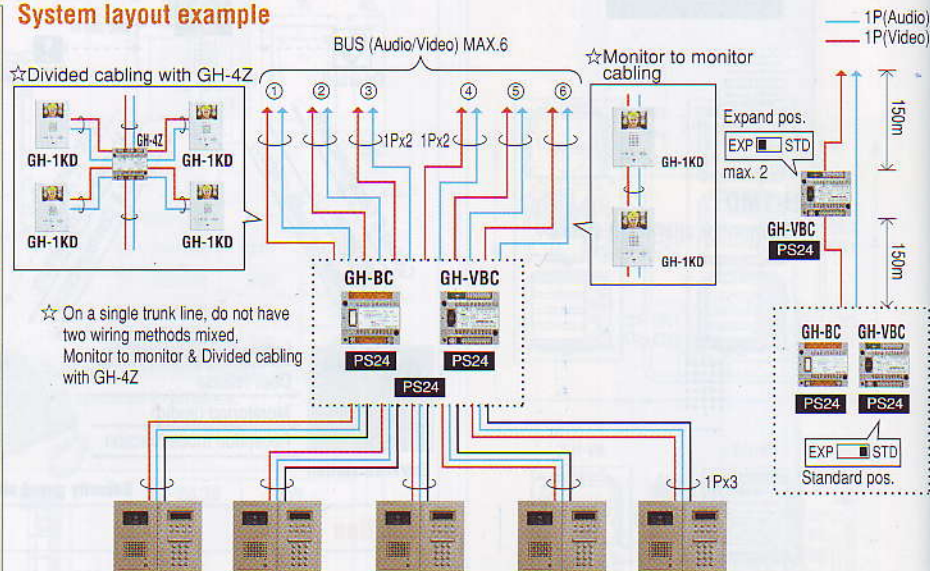 System layout example
1P(Audio)
1P(Video)
BUS (Audio/Video) MAX.6
☆Divided cabling with GH-4Z
☆Monitor to monitor
cabling
① ② ③ ④ ⑤ ⑥
GH-4Z
GH-1KD GH-1KD
GH-1KD GH-1KD
1Px2 1Px2
GH-1KD
GH-1KD
Expand pos.
EXP STD
max. 2
GH-VBC
PS24
150m
150m
GH-BC GH-VBC
PS24 PS24
PS24
☆ On a single trunk line, do not have
two wiring methods mixed,
Monitor to monitor & Divided cabling
with GH-4Z
GH-BC GH-VBC
PS24 PS24
EXP STD
Standard pos.
1Px3